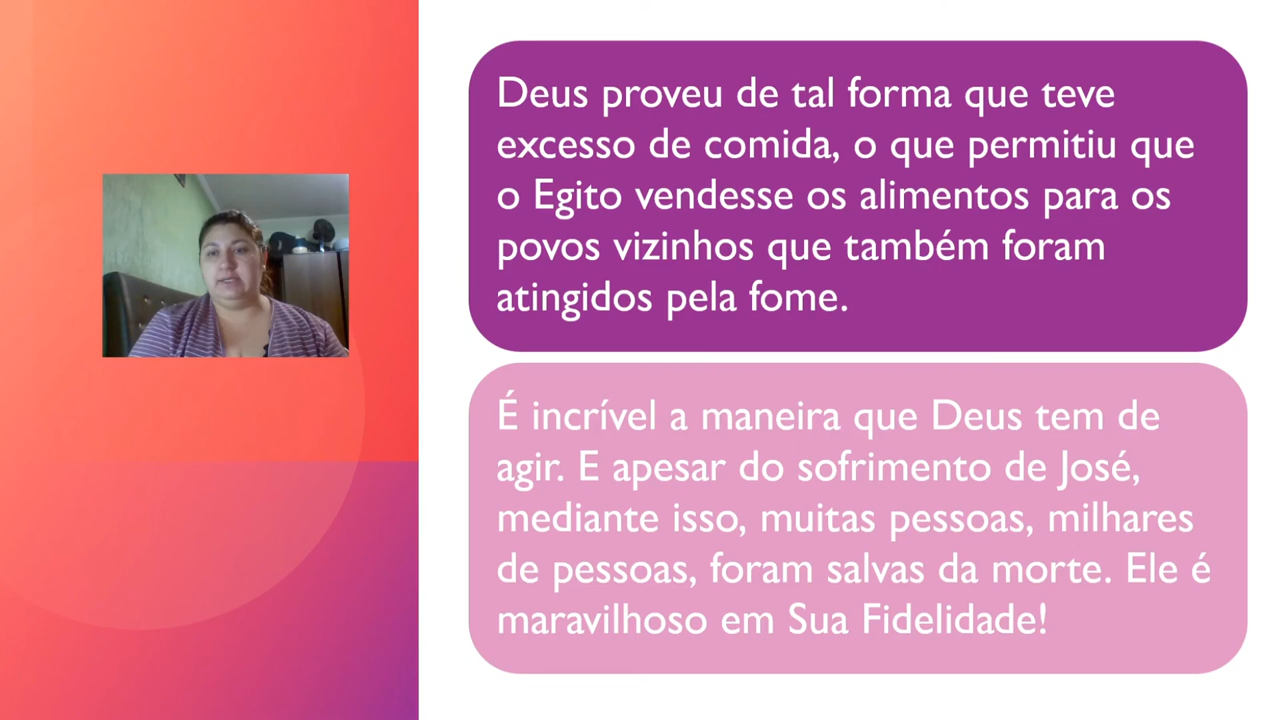 Deus proveu de tal forma que teve
excesso de comida, o que permitiu que
o Egito vendesse os alimentos para os
povos vizinhos que também foram
atingidos pela fome.
É incrível a maneira que Deus tem de
agir. E apesar do sofrimento de José,
mediante isso, muitas pessoas, milhares
de pessoas, foram salvas da morte. Ele é
maravilhoso em Sua Fidelidade!